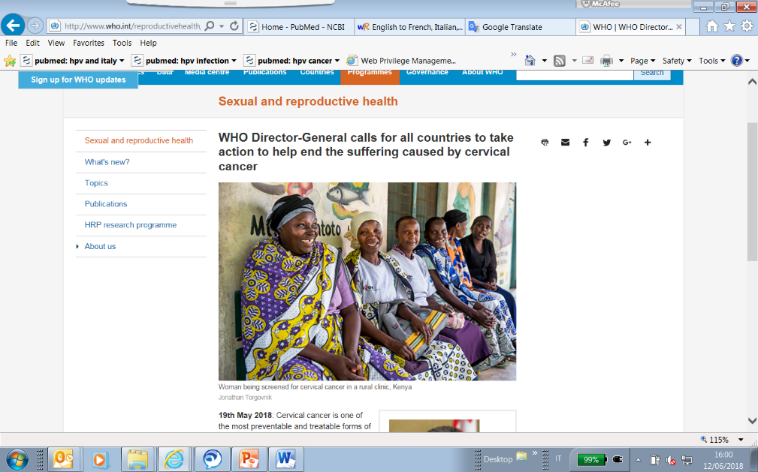 McAfee
http://www.who.int/reproductivehealth,
Home - PubMed - NCBI
English to French, Italian,...
Google Translate
WHO | WHO Director...
File Edit View Favorites Tools Help
pubmed: hpv and italy
pubmed: hpv infection
pubmed: hpv cancer
Web Privilege Manageme...
Page Safety Tools
Sign up for WHO updates
Data Media centre Publications Countries Programmes Governance About WHO Search
Sexual and reproductive health
Sexual and reproductive health
What's new?
Topics
Publications
HRP research programme
About us
WHO Director-General calls for all countries to take
action to help end the suffering caused by cervical
cancer
Woman being screened for cervical cancer in a rural clinic, Kenya
Jonathan Torgovnik
19th May 2018: Cervical cancer is one of
the most preventable and treatable forms of
115%
Desktop
IT
99%
16:00
12/06/2018